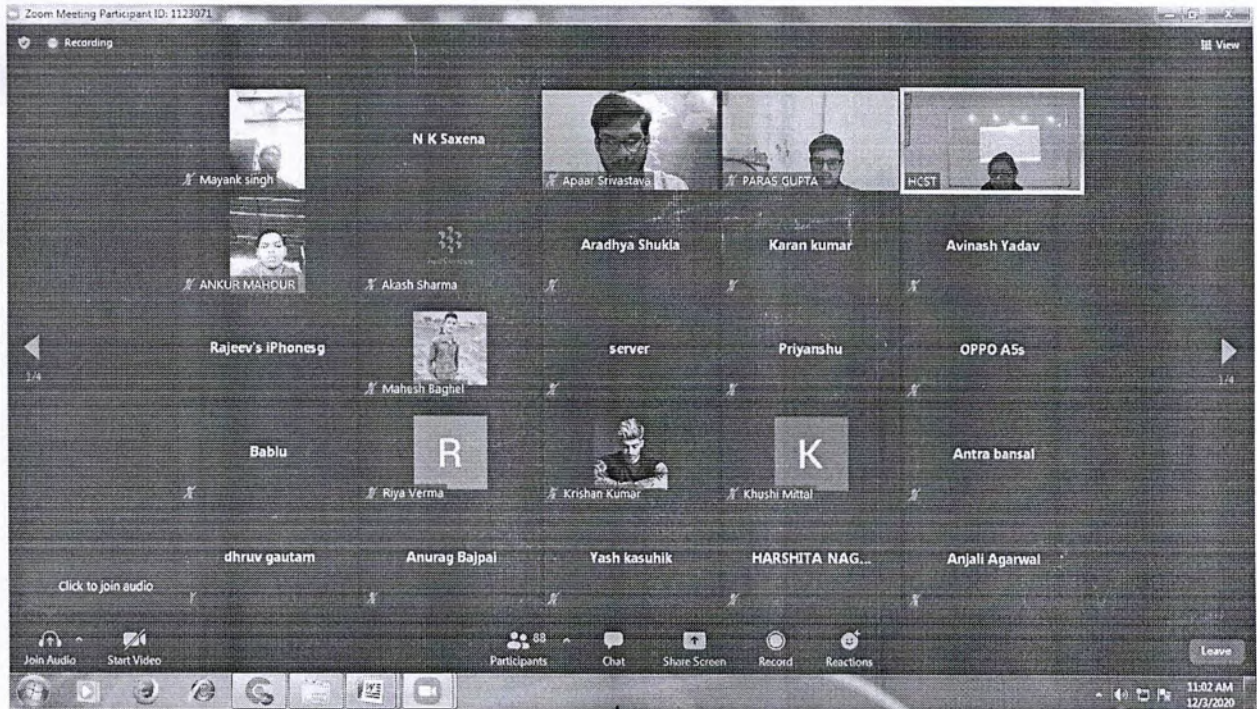 Zoom Meeting Participant ID: 1123071
Recording
View
Mayank singh
N K Saxena
Apaar Srivastava
PARAS GUPTA
HCST
ANKUR MAHOUR
Akash Sharma
Aradhya Shukla
Karan kumar
Avinash Yadav
Rajeev's iPhonesg
Mahesh Baghel
server
Priyanshu
OPPO A5s
1/4
1/4
Bablu
R
Riya Verma
Krishan Kumar
K
Khushi Mittal
Antra bansal
dhruv gautam
Anurag Bajpai
Yash kasuhik
HARSHITA NAG...
Anjali Agarwal
Click to join audio
Join Audio
Start Video
88
Participants
Chat
Share Screen
Record
Reactions
Leave
11:02 AM
12/3/2020